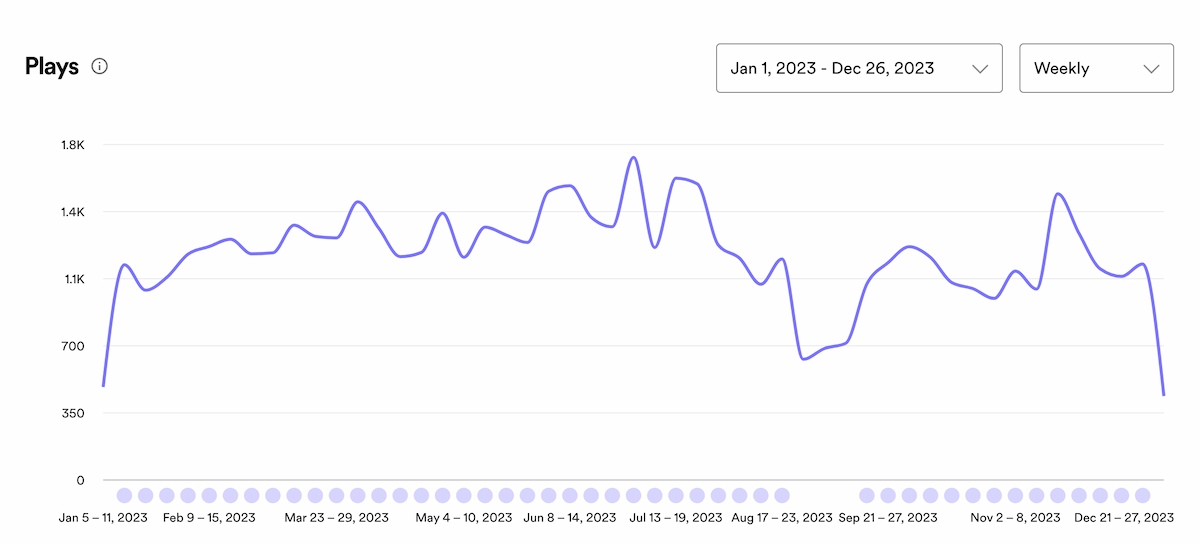 Plays
Jan 1, 2023 - Dec 26, 2023
Weekly
1.8K
1.4K
1.1K
700
350
0
Jan 5 – 11, 2023 Feb 9 – 15, 2023 Mar 23 – 29, 2023 May 4 – 10, 2023 Jun 8 – 14, 2023 Jul 13 – 19, 2023 Aug 17 – 23, 2023 Sep 21 – 27, 2023 Nov 2 – 8, 2023 Dec 21 – 27, 2023